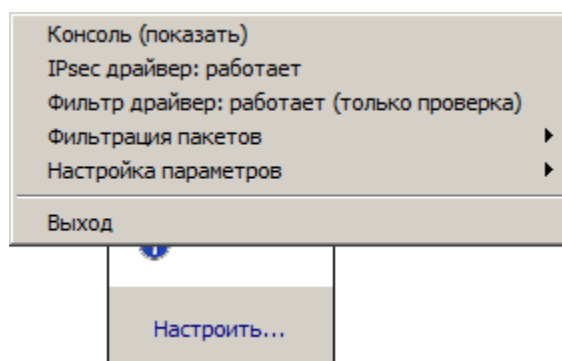 Консоль (показать)
IPsec драйвер: работает
Фильтр драйвер: работает (только проверка)
Фильтрация пакетов
Настройка параметров
Выход
Настроить...